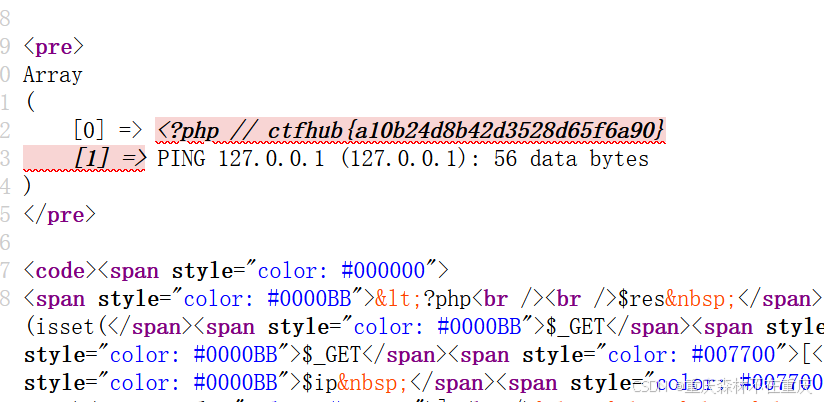 8
9 <pre>
0 Array
1 (
2     [0] => <?php // ctfhub{a10b24d8b42d3528d65f6a90}
3     [1] => PING 127.0.0.1 (127.0.0.1): 56 data bytes
4 )
5 </pre>
6
7 <code><span style="color: #000000">
8 <span style="color: #0000BB">&lt;?php<br /><br />$res&nbsp;</span>
(isset(</span><span style="color: #0000BB">$_GET</span><span style
style="color: #0000BB">$_GET</span><span style="color: #007700">[<
style="color: #0000BB">$ip&nbsp;</span><span style="color: #007700